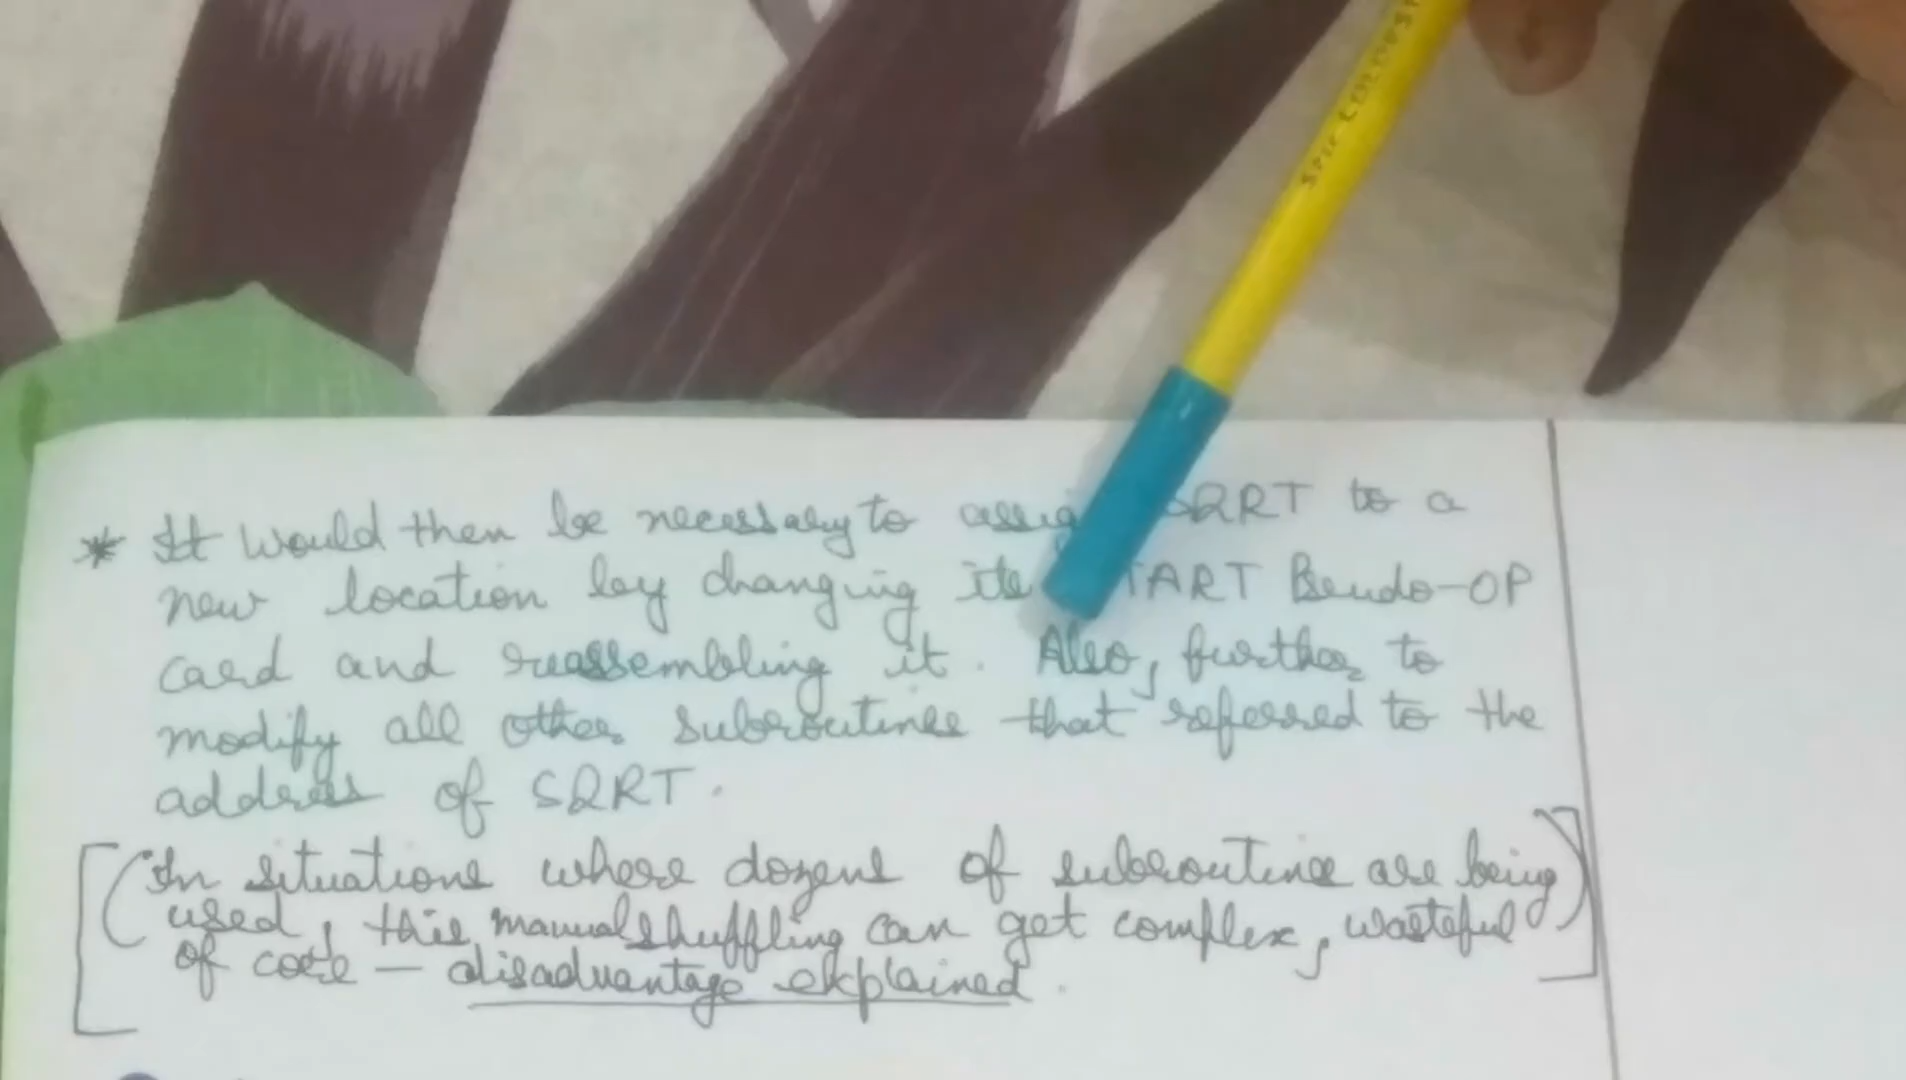 * It would then be necessary to assig SQRT to a
new location by changing its TART Pseudo-OP
card and reassembling it. Also, further to
modify all other subroutines that referred to the
address of SQRT.
[(In situations where dozens of subroutines are being
used, this manual shuffling can get complex, wasteful)
of core — disadvantage explained.]